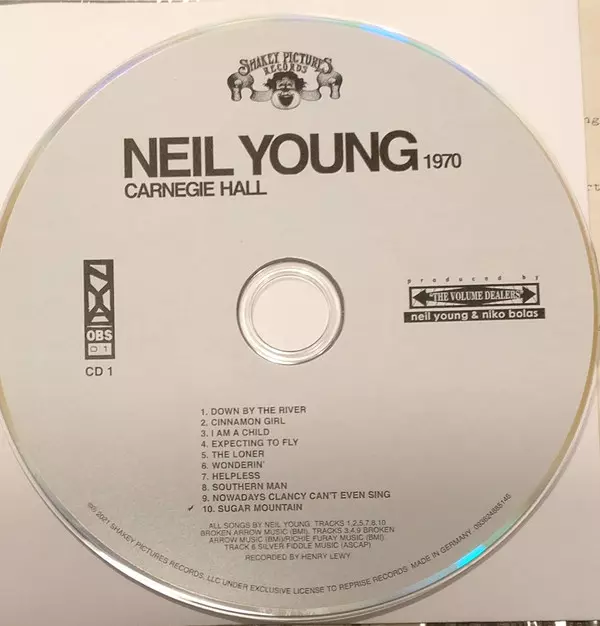 SHAKEY PICTURES
RECORDS
NEIL YOUNG 1970
CARNEGIE HALL
NYA
OBS
01
CD 1
produced by
"THE VOLUME DEALERS"
neil young & niko bolas
1. DOWN BY THE RIVER
2. CINNAMON GIRL
3. I AM A CHILD
4. EXPECTING TO FLY
5. THE LONER
6. WONDERIN'
7. HELPLESS
8. SOUTHERN MAN
9. NOWADAYS CLANCY CAN'T EVEN SING
✓ 10. SUGAR MOUNTAIN
ALL SONGS BY NEIL YOUNG. TRACKS 1,2,5,7,8,10
BROKEN ARROW MUSIC (BMI), TRACKS 3,4,9 BROKEN
ARROW MUSIC (BMI)/RICHIE FURAY MUSIC (BMI)
TRACK 6 SILVER FIDDLE MUSIC (ASCAP)
RECORDED BY HENRY LEWY
℗© 2021 SHAKEY PICTURES RECORDS, LLC UNDER EXCLUSIVE LICENSE TO REPRISE RECORDS. MADE IN GERMANY.